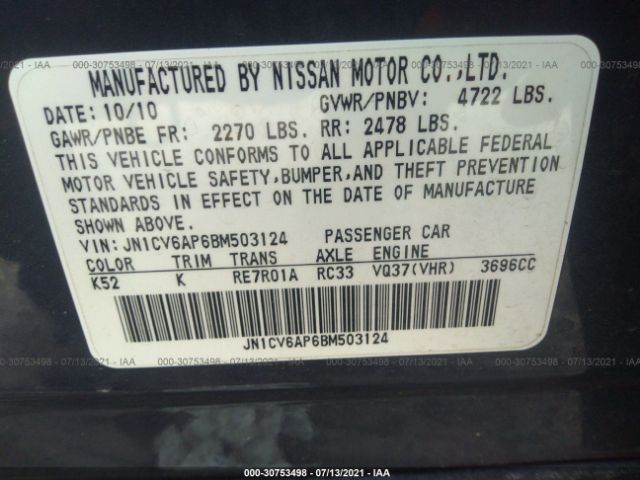 000-30753498 - 07/13/2021 - IAA
MANUFACTURED BY NISSAN MOTOR CO.,LTD.
DATE: 10/10 GVWR/PNBV: 4722 LBS.
GAWR/PNBE FR: 2270 LBS. RR: 2478 LBS.
THIS VEHICLE CONFORMS TO ALL APPLICABLE FEDERAL
MOTOR VEHICLE SAFETY,BUMPER,AND THEFT PREVENTION
STANDARDS IN EFFECT ON THE DATE OF MANUFACTURE
SHOWN ABOVE.
VIN: JN1CV6AP6BM503124 PASSENGER CAR
COLOR TRIM TRANS AXLE ENGINE
K52 K RE7R01A RC33 VQ37(VHR) 3696CC
JN1CV6AP6BM503124
000-30753498 - 07/13/2021 - IAA